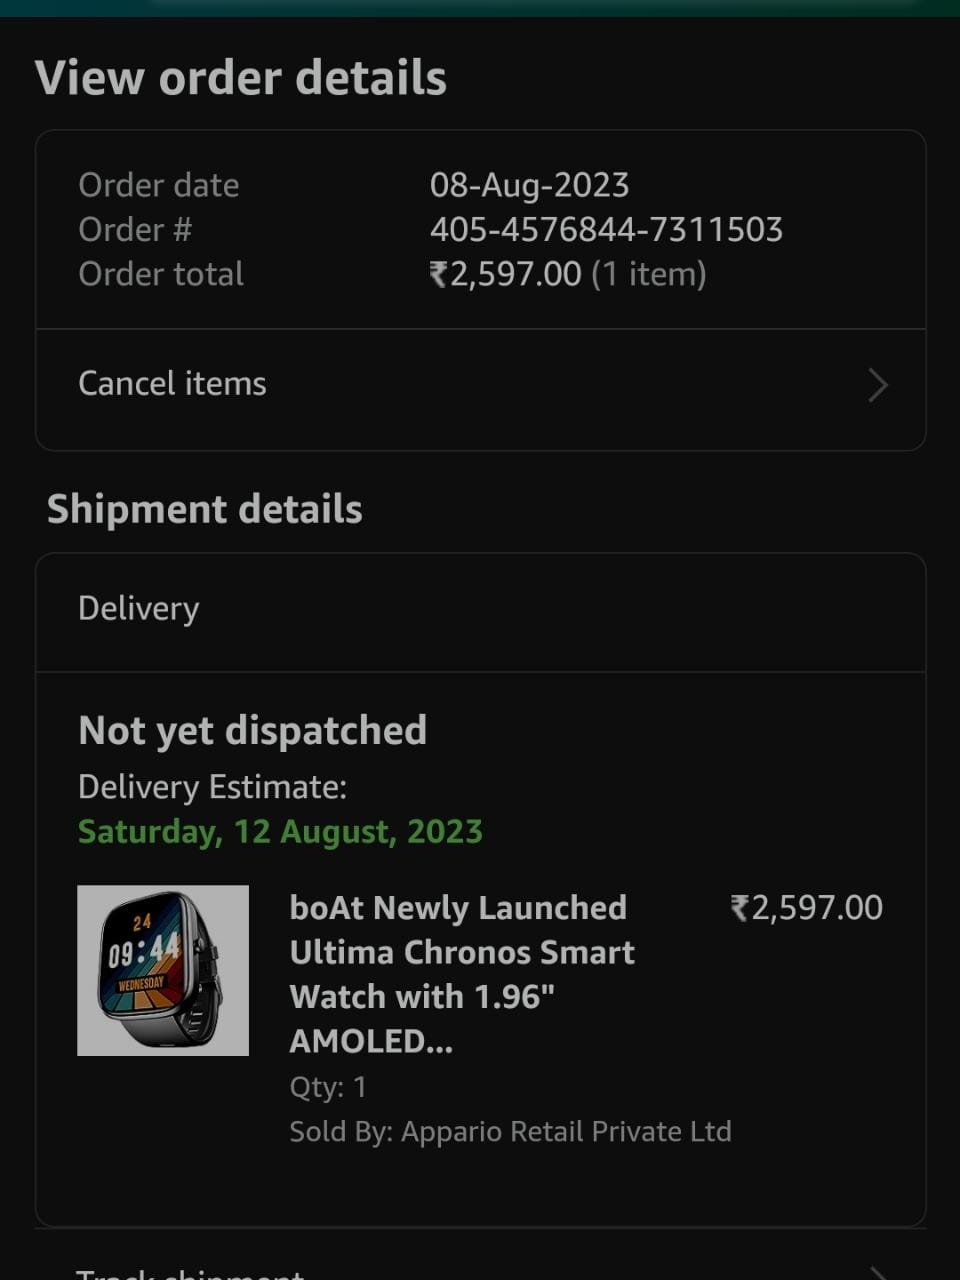 View order details
Order date 08-Aug-2023
Order # 405-4576844-7311503
Order total ₹2,597.00 (1 item)
Cancel items
Shipment details
Delivery
Not yet dispatched
Delivery Estimate:
Saturday, 12 August, 2023
24
09:44
WEDNESDAY
boAt Newly Launched ₹2,597.00
Ultima Chronos Smart
Watch with 1.96"
AMOLED...
Qty: 1
Sold By: Appario Retail Private Ltd
Track shipment